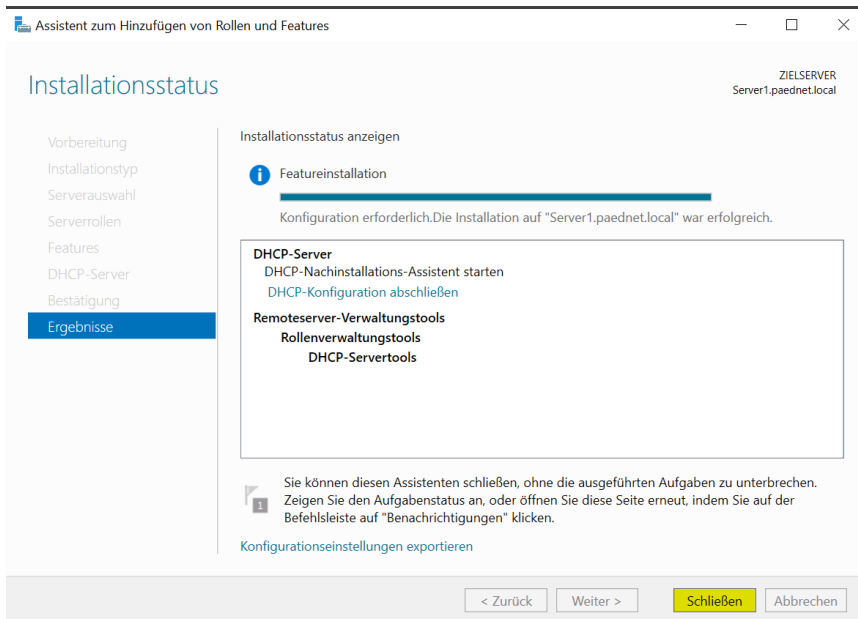 Assistent zum Hinzufügen von Rollen und Features
Installationsstatus
ZIELSERVER
Server1.paednet.local
Vorbereitung
Installationstyp
Serverauswahl
Serverrollen
Features
DHCP-Server
Bestätigung
Ergebnisse
Installationsstatus anzeigen
Featureinstallation
Konfiguration erforderlich.Die Installation auf "Server1.paednet.local" war erfolgreich.
DHCP-Server
DHCP-Nachinstallations-Assistent starten
DHCP-Konfiguration abschließen
Remoteserver-Verwaltungstools
Rollenverwaltungstools
DHCP-Servertools
1
Sie können diesen Assistenten schließen, ohne die ausgeführten Aufgaben zu unterbrechen.
Zeigen Sie den Aufgabenstatus an, oder öffnen Sie diese Seite erneut, indem Sie auf der
Befehlsleiste auf "Benachrichtigungen" klicken.
Konfigurationseinstellungen exportieren
< Zurück
Weiter >
Schließen
Abbrechen